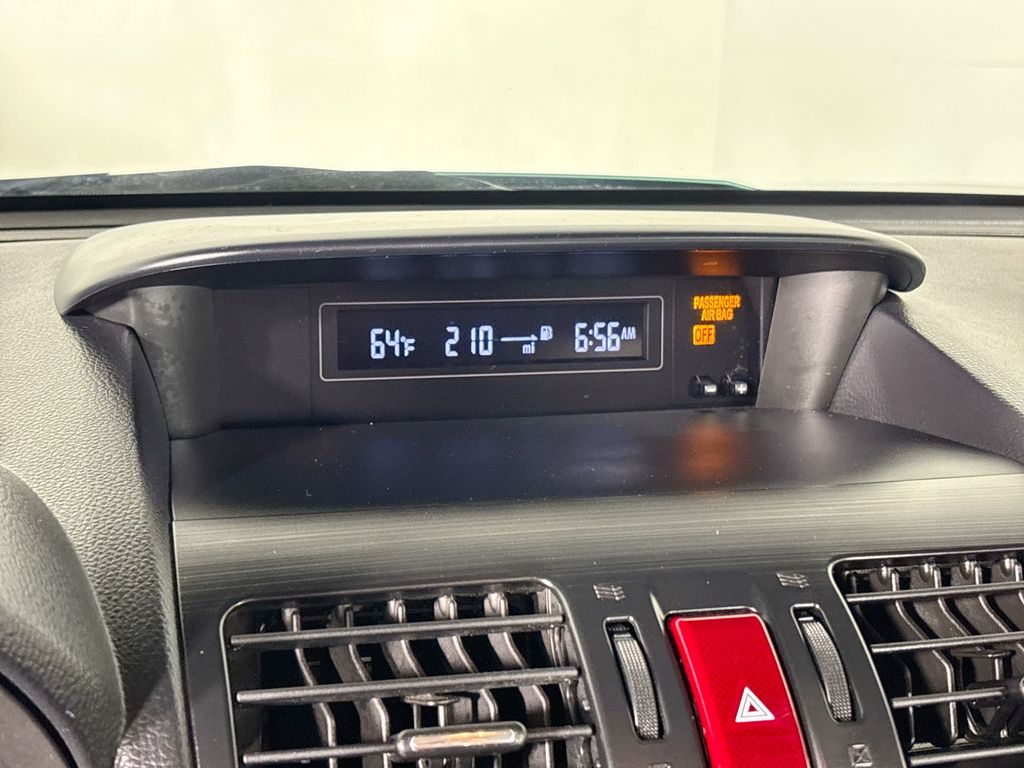 64°F 210 mi 6:56 AM
PASSENGER
AIR BAG
OFF
- +